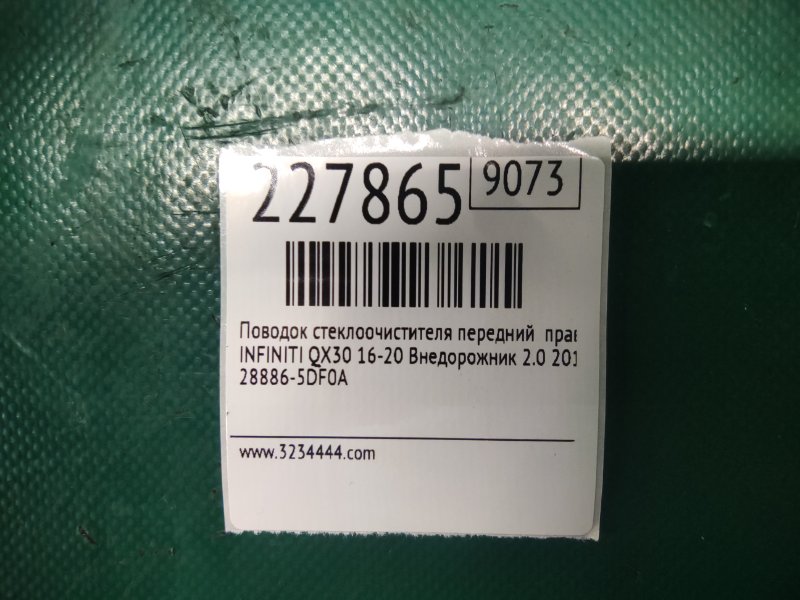 227865 9073
Поводок стеклоочистителя передний
INFINITI QX30 16-20 Внедорожник 2.0
28886-5DF0A
www.3234444.com